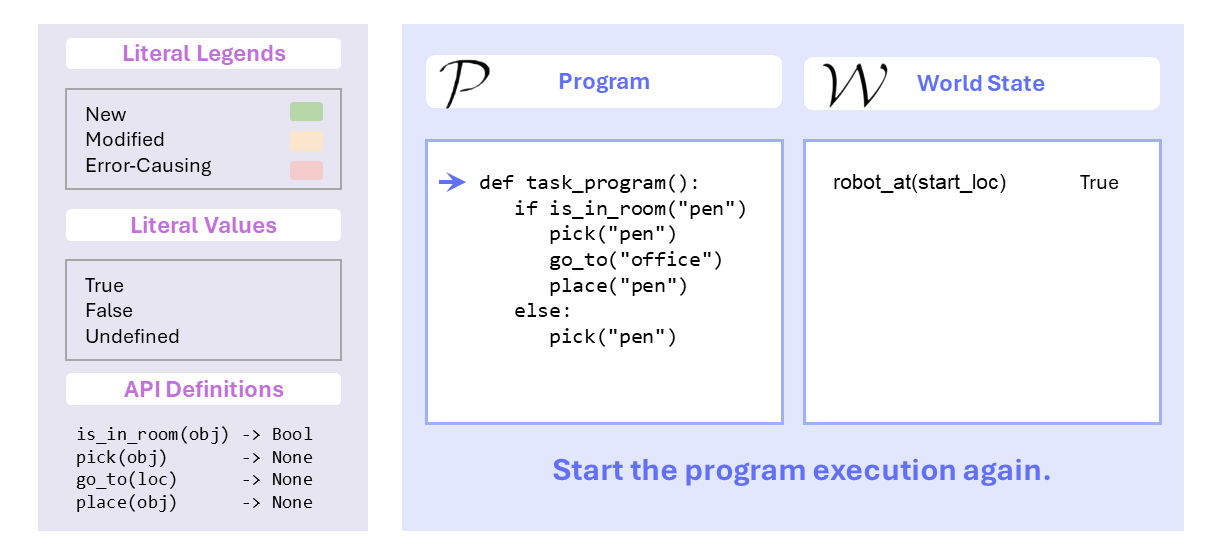 Literal Legends
New
Modified
Error-Causing
Literal Values
True
False
Undefined
API Definitions
is_in_room(obj) -> Bool
pick(obj) -> None
go_to(loc) -> None
place(obj) -> None
P Program
def task_program():
if is_in_room("pen")
pick("pen")
go_to("office")
place("pen")
else:
pick("pen")
W World State
robot_at(start_loc) True
Start the program execution again.